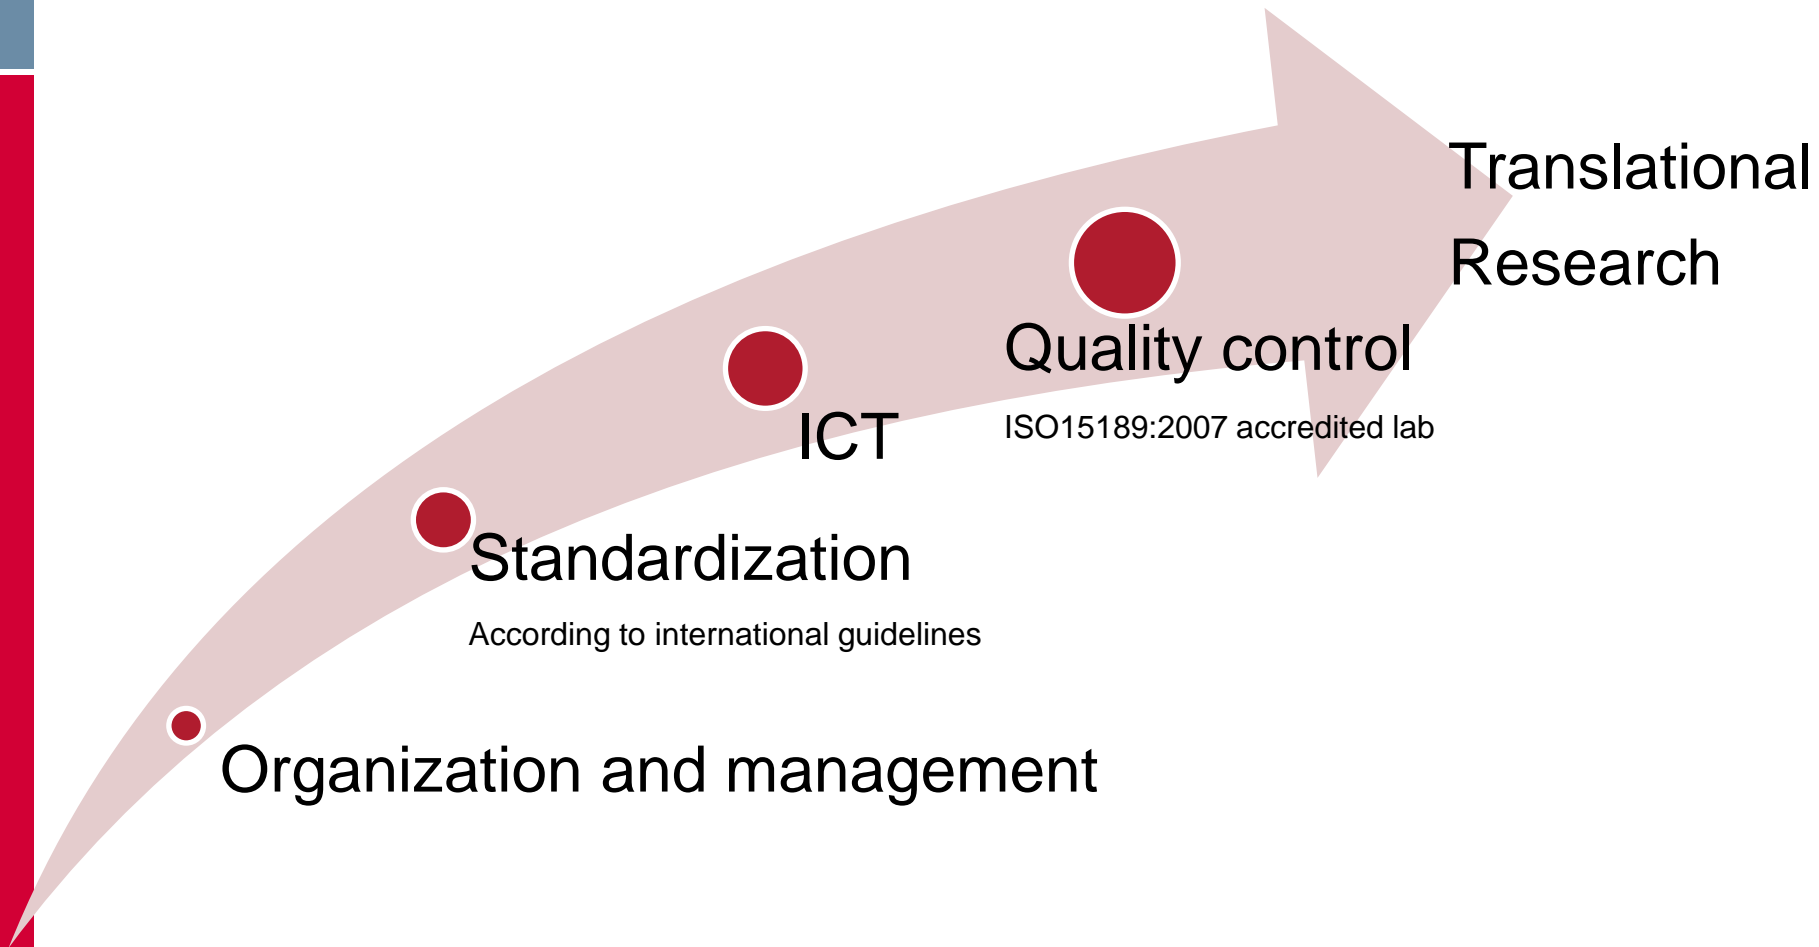 Translational
Research
Quality control
ISO15189:2007 accredited lab
ICT
Standardization
According to international guidelines
Organization and management